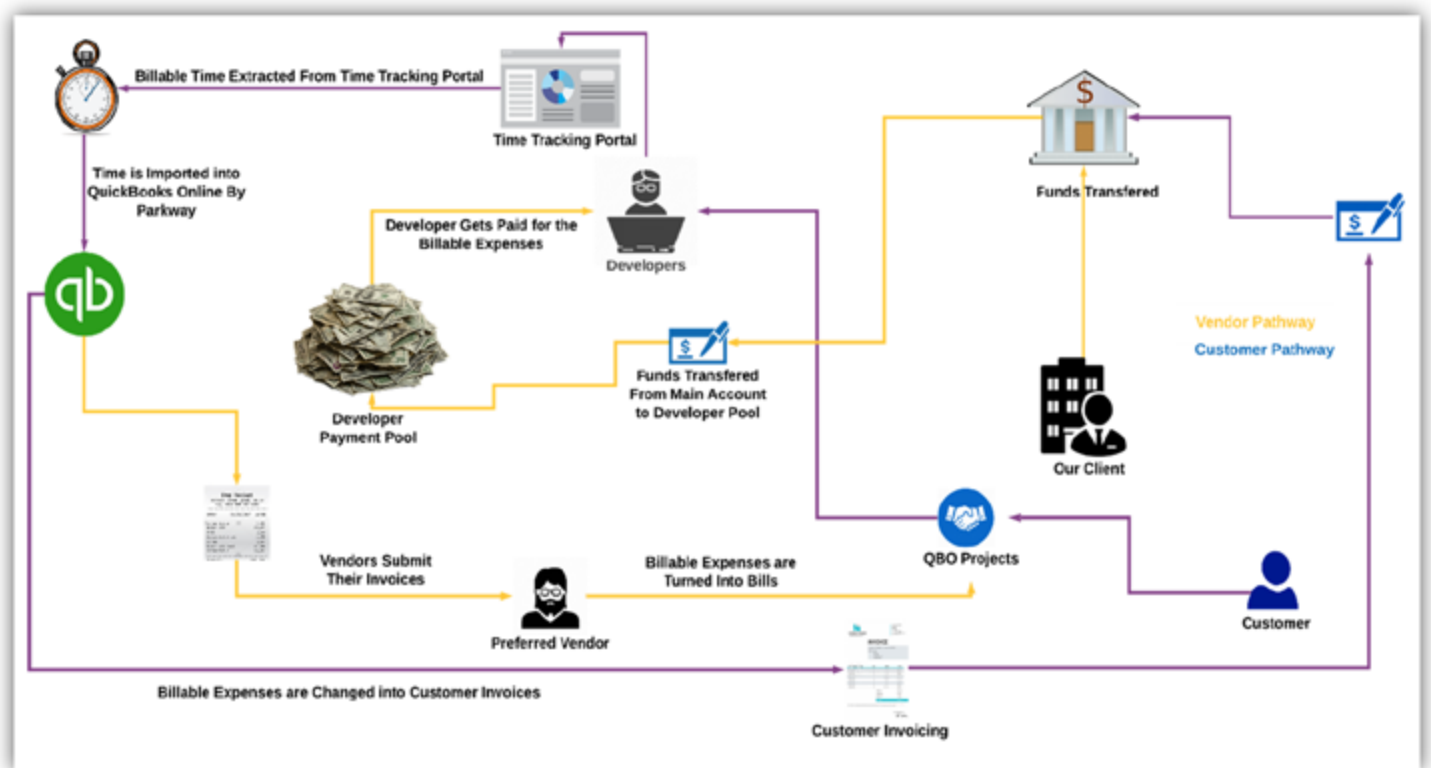 Billable Time Extracted From Time Tracking Portal
Time Tracking Portal
$
Time is Imported into
QuickBooks Online By
Parkway
Funds Transfered
$
Developer Gets Paid for the
Billable Expenses
Developers
qb
Vendor Pathway
Customer Pathway
$
Funds Transfered
From Main Account
to Developer Pool
Developer
Payment Pool
Our Client
Vendors Submit
Their Invoices
Billable Expenses are
Turned Into Bills
QBO Projects
Preferred Vendor
Customer
INVOICE
Billable Expenses are Changed into Customer Invoices
Customer Invoicing